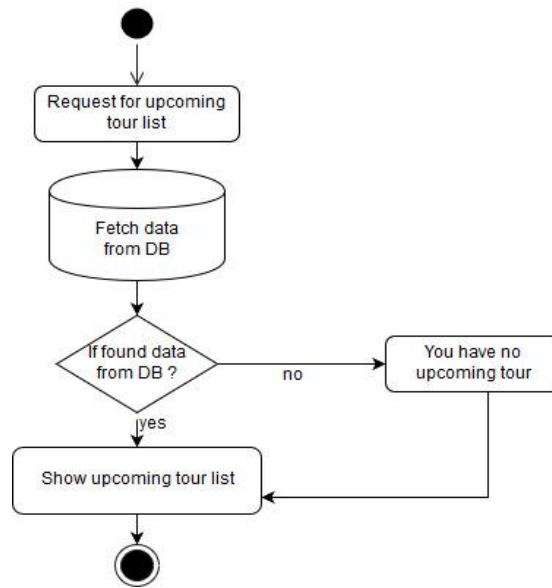 Request for upcoming
tour list
Fetch data
from DB
If found data
from DB ?
no
You have no
upcoming tour
yes
Show upcoming tour list